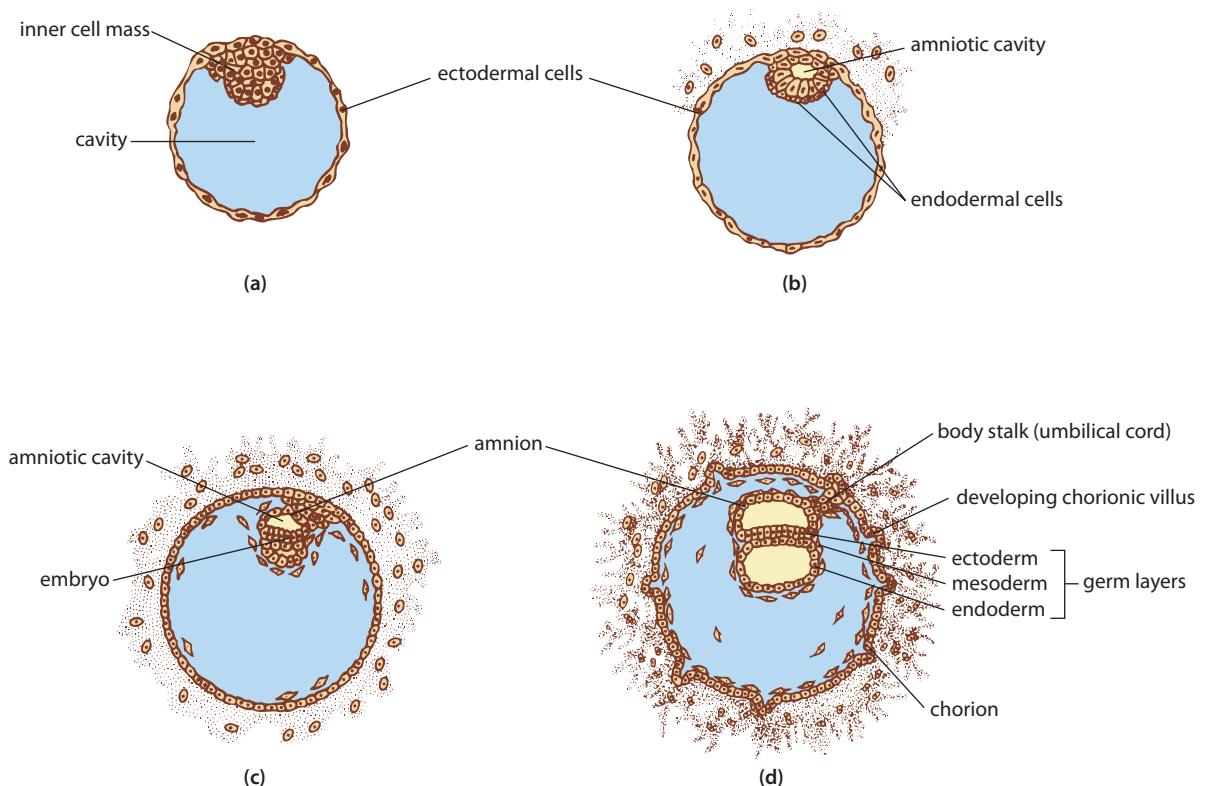 inner cell mass
ectodermal cells
cavity
(a)
amniotic cavity
endodermal cells
(b)
amniotic cavity
amnion
embryo
(c)
body stalk (umbilical cord)
developing chorionic villus
ectoderm
mesoderm
endoderm
germ layers
chorion
(d)